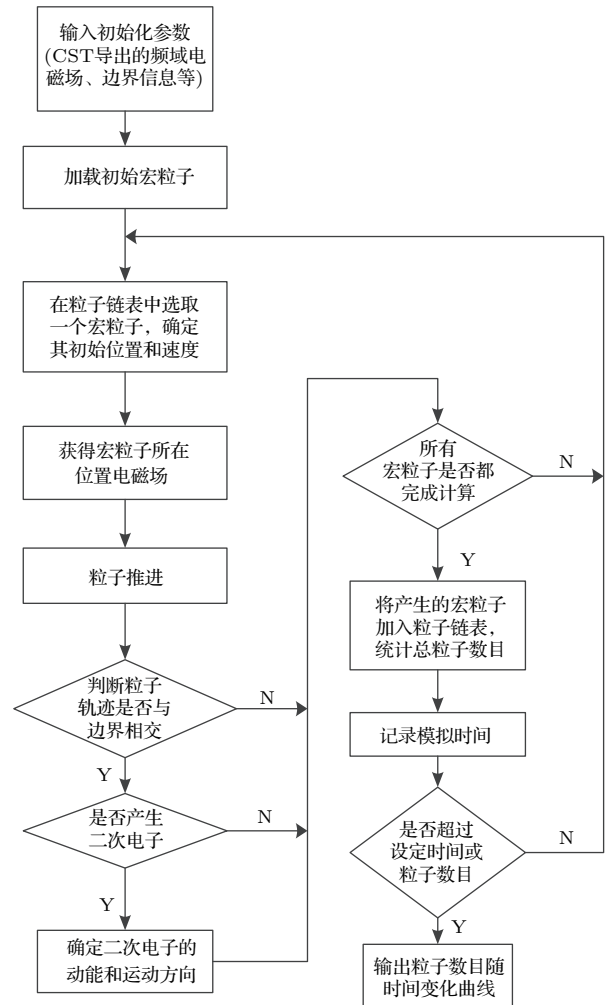 输入初始化参数
(CST导出的频域电
磁场、边界信息等)
加载初始宏粒子
在粒子链表中选取
一个宏粒子，确定
其初始位置和速度
获得宏粒子所在
位置电磁场
粒子推进
判断粒子
轨迹是否与
边界相交
N
Y
是否产生
二次电子
N
Y
确定二次电子的
动能和运动方向
所有
宏粒子是否都
完成计算
N
Y
将产生的宏粒子
加入粒子链表，
统计总粒子数目
记录模拟时间
是否超过
设定时间或
粒子数目
N
Y
输出粒子数目随
时间变化曲线